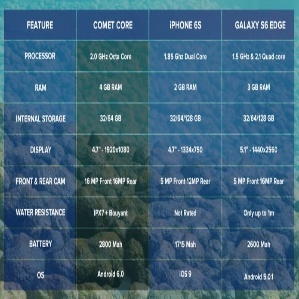 FEATURE COMET CORE iPHONE 6S GALAXY S6 EDGE
PROCESSOR 2.0 GHz Octa Core 1.85 Ghz Dual Core 1.5 GHz & 2.1 Quad core
RAM 4 GB RAM 2 GB RAM 3 GB RAM
INTERNAL STORAGE 32/64 GB 32/64/128 GB 32/64/128 GB
DISPLAY 4.7" - 1920x1080 4.7" - 1334x750 5.1" - 1440x2560
FRONT & REAR CAM 16 MP Front 16MP Rear 5 MP Front 12MP Rear 5 MP Front 16MP Rear
WATER RESISTANCE IPX7 + Bouyant Not Rated Only up to 1m
BATTERY 2800 Mah 1715 Mah 2600 Mah
OS Android 6.0 iOS 9 Android 5.01